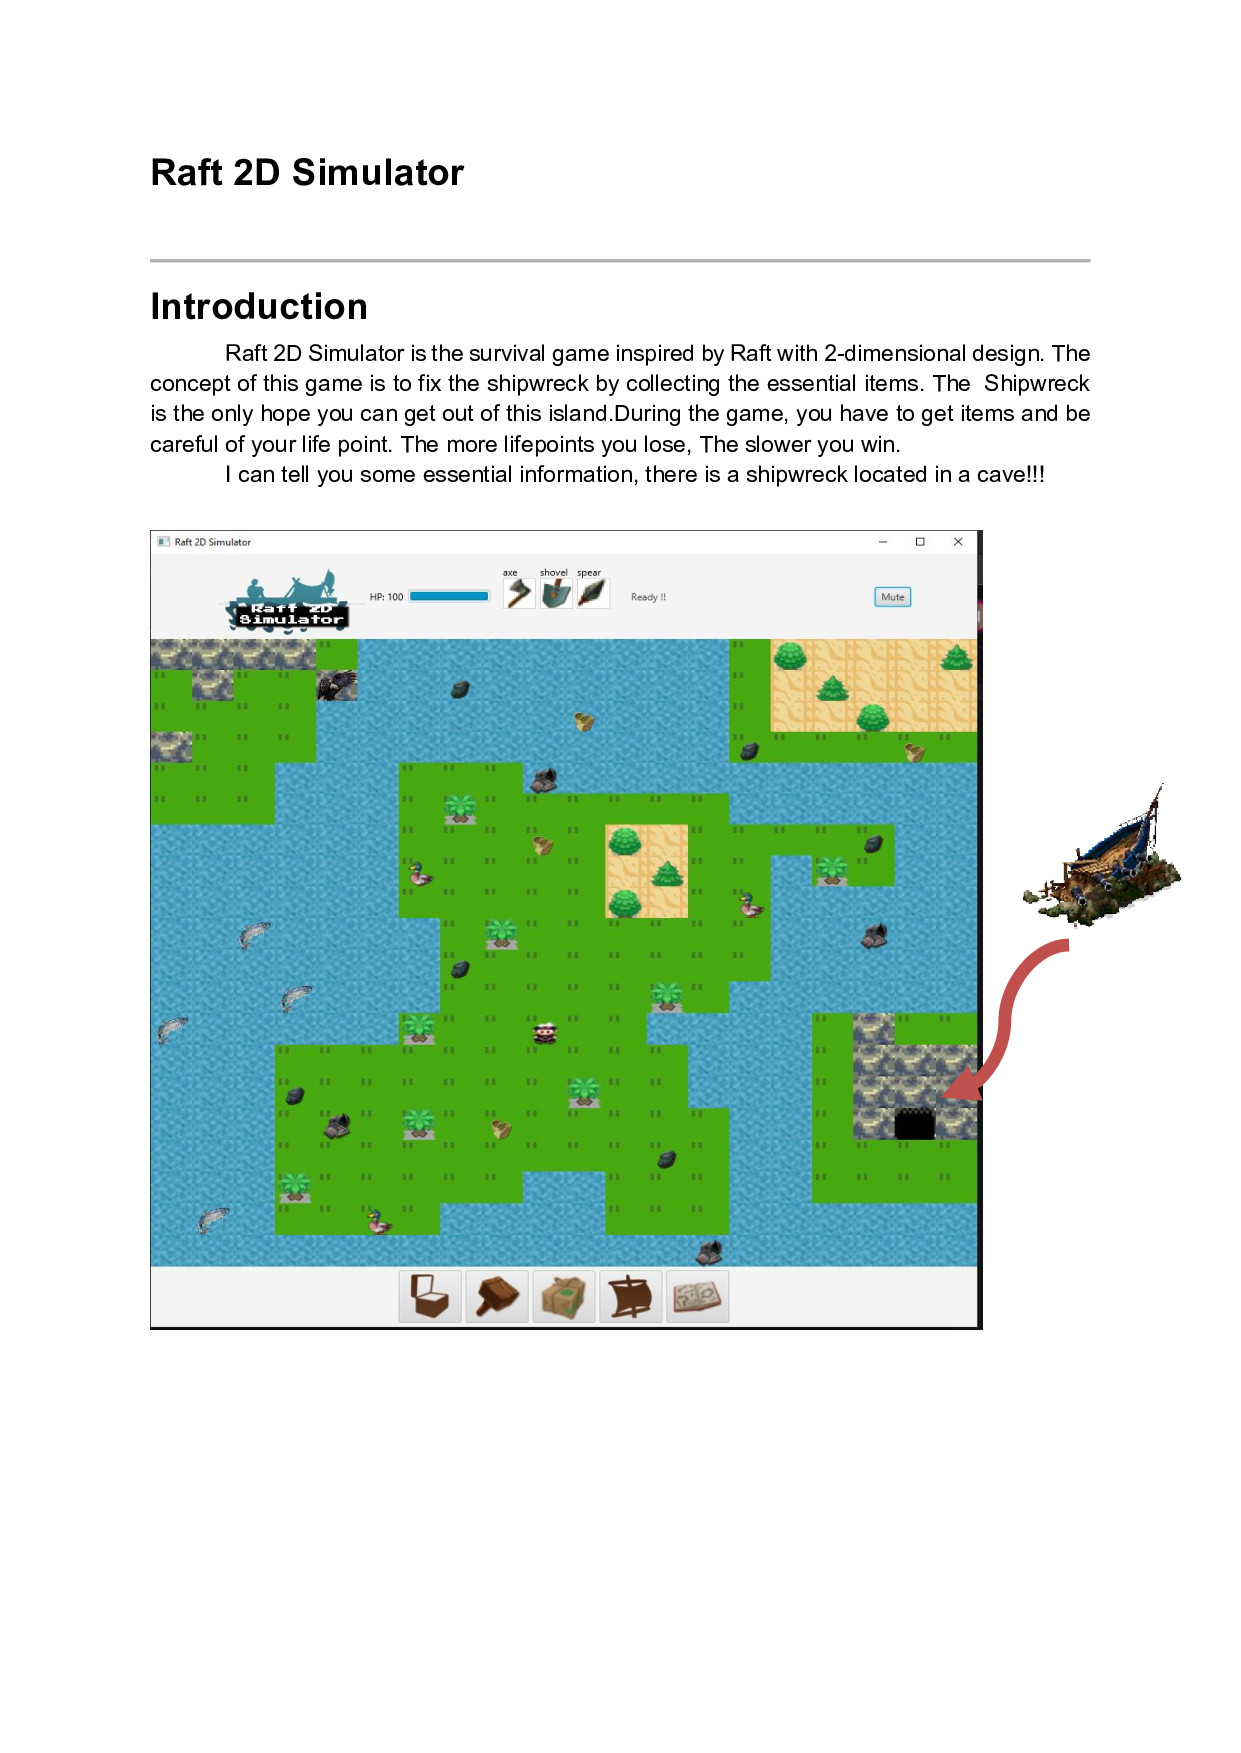 Raft 2D Simulator
Introduction
Raft 2D Simulator is the survival game inspired by Raft with 2-dimensional design. The
concept of this game is to fix the shipwreck by collecting the essential items. The  Shipwreck
is the only hope you can get out of this island.During the game, you have to get items and be
careful of your life point. The more lifepoints you lose, The slower you win.
I can tell you some essential information, there is a shipwreck located in a cave!!!
Raft 2D Simulator
Raft 2D
Simulator
HP: 100
axe shovel spear
Ready !!
Mute